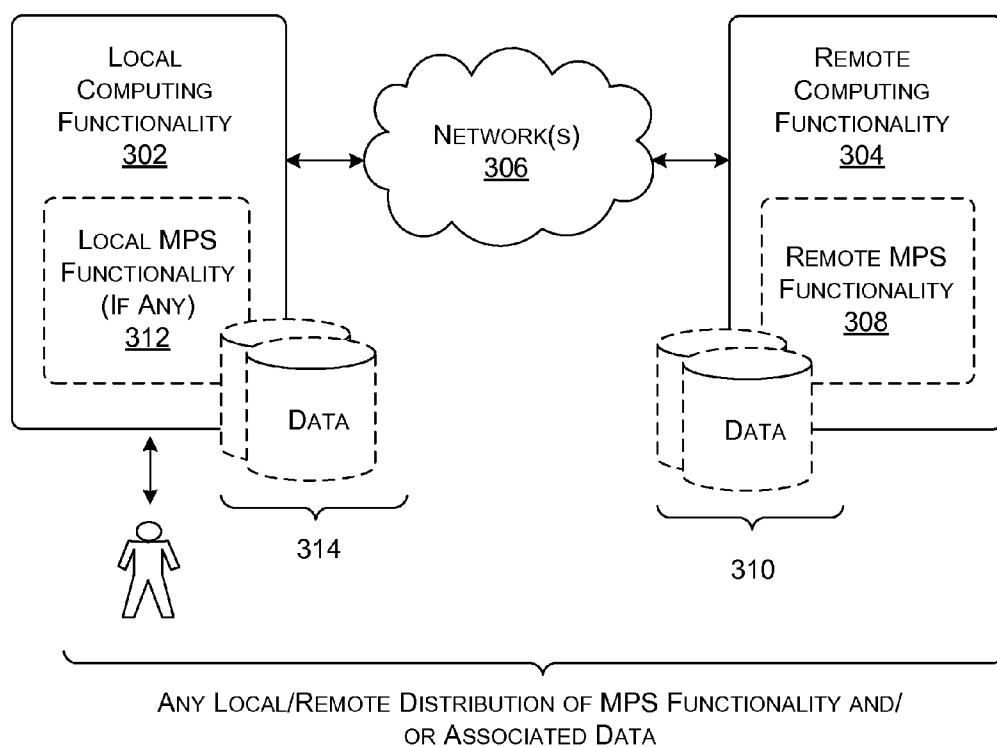 LOCAL
COMPUTING
FUNCTIONALITY
302
LOCAL MPS
FUNCTIONALITY
(IF ANY)
312
DATA
314
NETWORK(S)
306
REMOTE
COMPUTING
FUNCTIONALITY
304
REMOTE MPS
FUNCTIONALITY
308
DATA
310
ANY LOCAL/REMOTE DISTRIBUTION OF MPS FUNCTIONALITY AND/
OR ASSOCIATED DATA